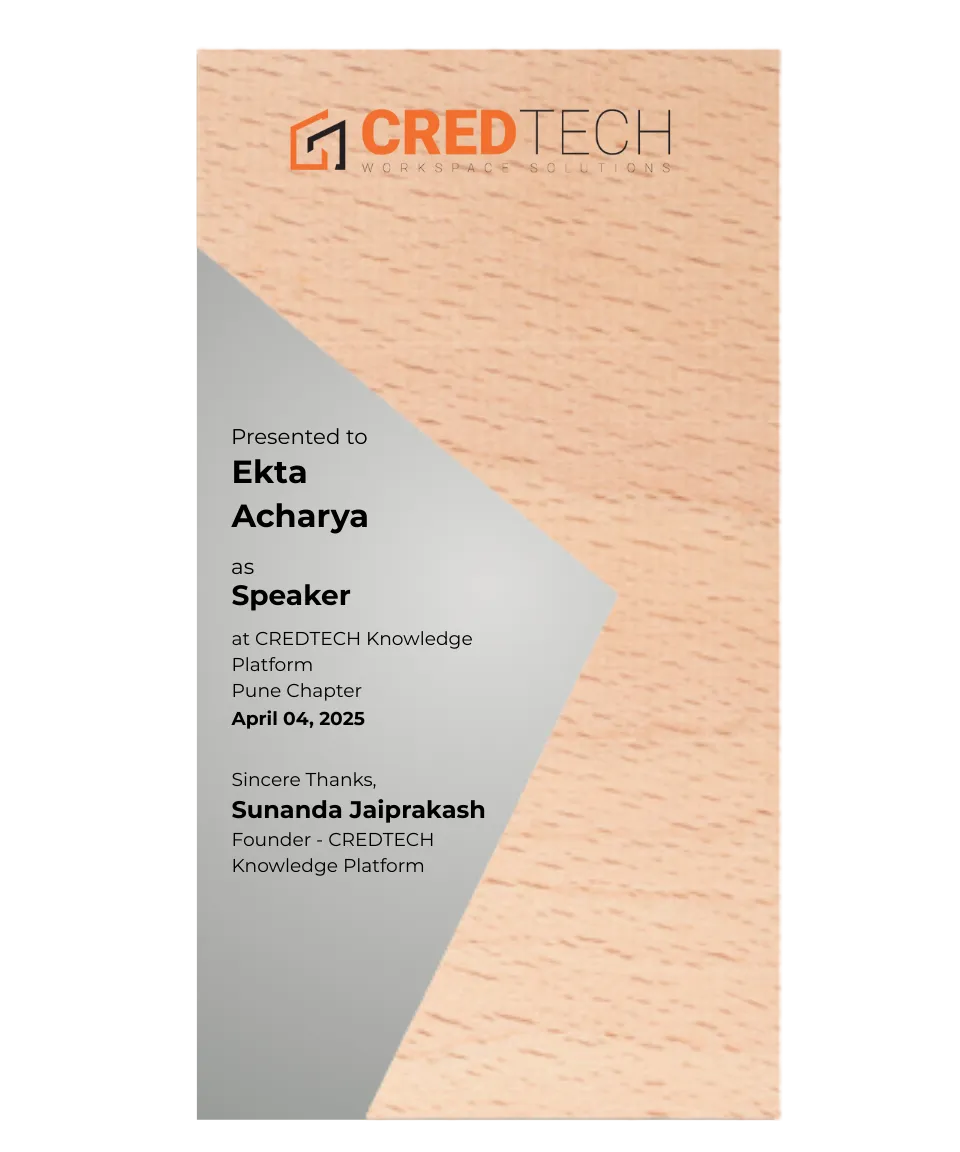 CREDTECH
WORKSPACE SOLUTIONS
Presented to
Ekta
Acharya
as
Speaker
at CREDTECH Knowledge
Platform
Pune Chapter
April 04, 2025
Sincere Thanks,
Sunanda Jaiprakash
Founder - CREDTECH
Knowledge Platform